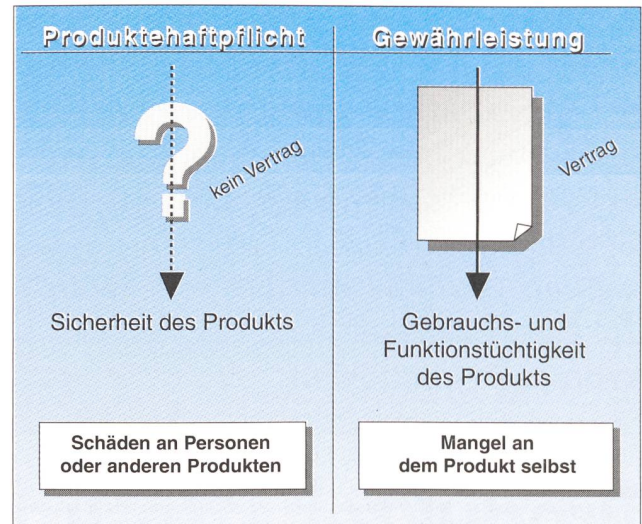 Produktehaftpflicht
kein Vertrag
Sicherheit des Produkts
Schäden an Personen
oder anderen Produkten
Gewährleistung
Vertrag
Gebrauchs- und
Funktionstüchtigkeit
des Produkts
Mangel an
dem Produkt selbst